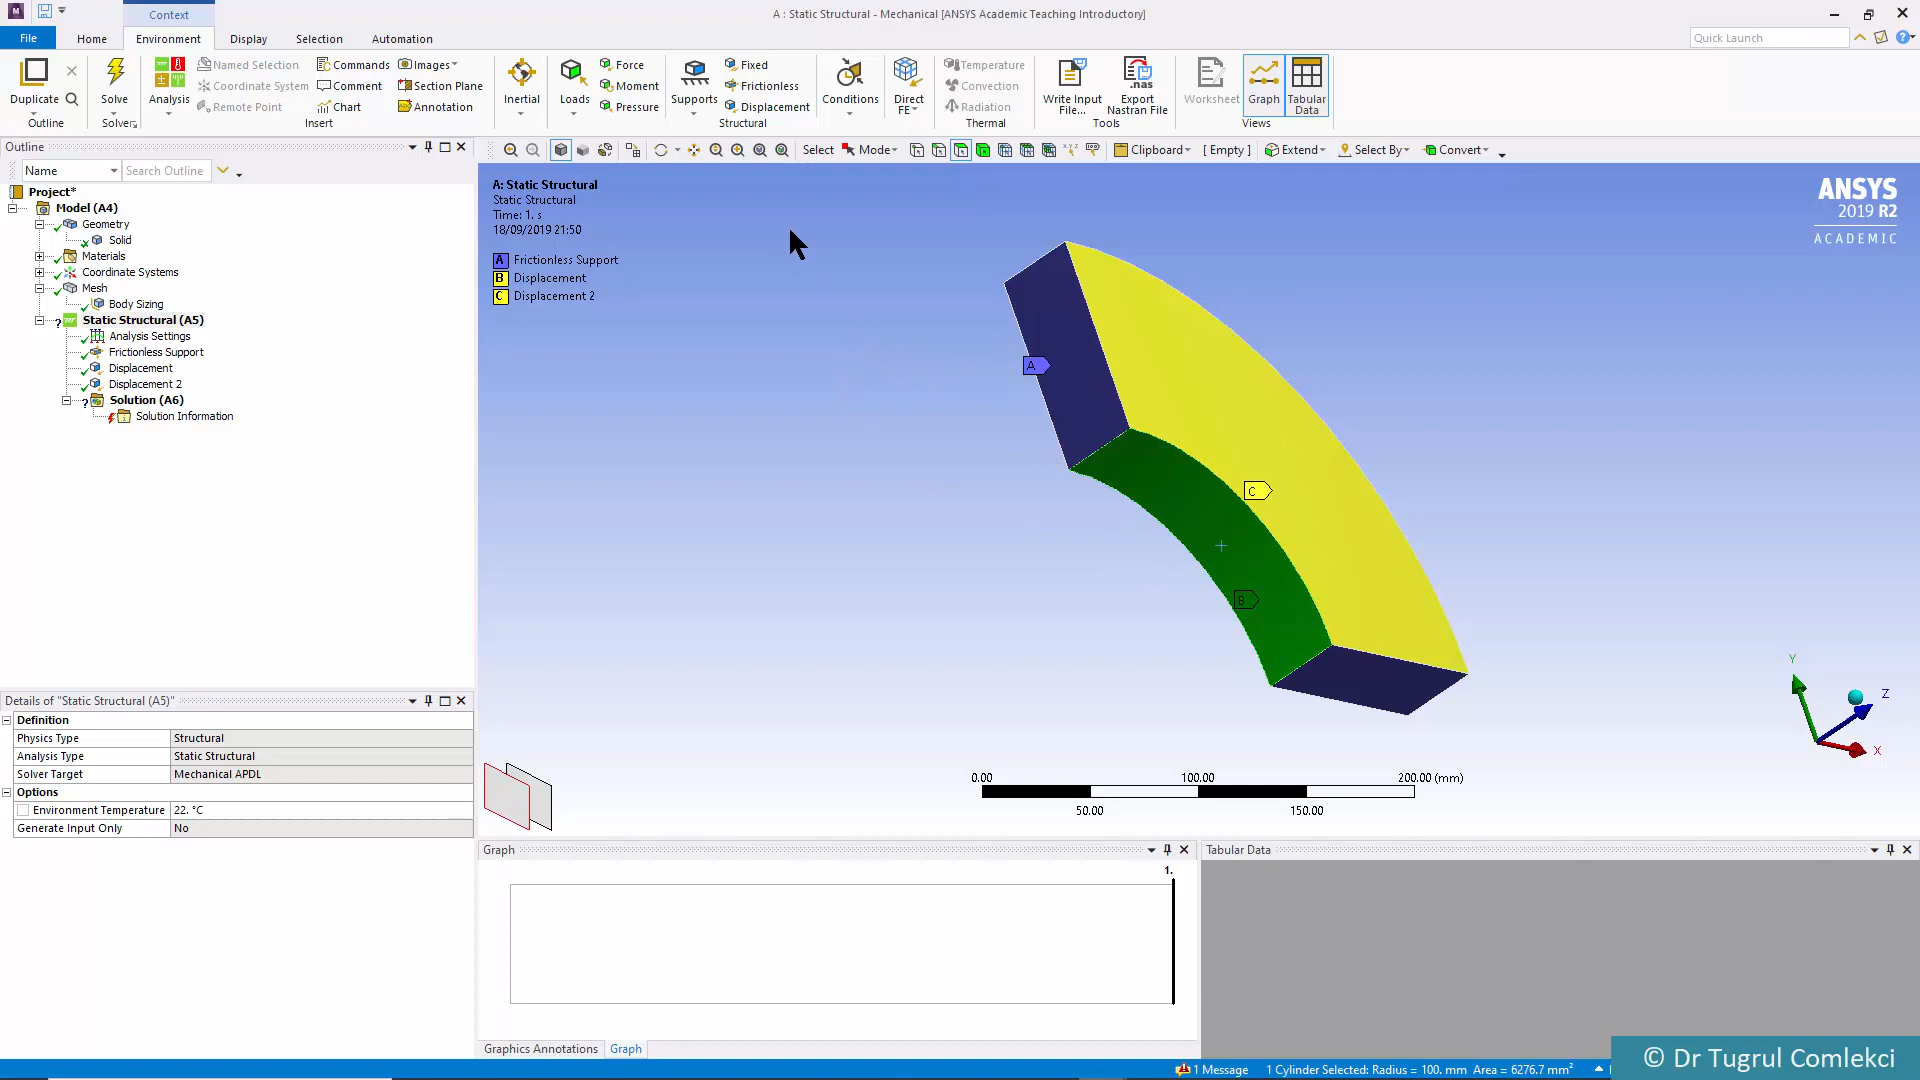 Context
A : Static Structural - Mechanical [ANSYS Academic Teaching Introductory]
File
Home
Environment
Display
Selection
Automation
Quick Launch
Duplicate
Outline
Solve
Solver
Analysis
Named Selection
Coordinate System
Remote Point
Commands
Comment
Chart
Images
Section Plane
Annotation
Insert
Inertial
Loads
Force
Moment
Pressure
Supports
Fixed
Frictionless
Displacement
Structural
Conditions
Direct
FE
Temperature
Convection
Radiation
Thermal
Write Input
File...
.nas
Export
Nastran File
Tools
Worksheet
Graph
Tabular
Data
Views
Outline
Select
Mode
Clipboard
[ Empty ]
Extend
Select By
Convert
Name
Search Outline
Project*
Model (A4)
Geometry
Solid
Materials
Coordinate Systems
Mesh
Body Sizing
Static Structural (A5)
Analysis Settings
Frictionless Support
Displacement
Displacement 2
Solution (A6)
Solution Information
A: Static Structural
Static Structural
Time: 1. s
18/09/2019 21:50
A Frictionless Support
B Displacement
C Displacement 2
ANSYS
2019 R2
ACADEMIC
A
C
B
Y
Z
X
0.00 100.00 200.00 (mm)
50.00 150.00
Details of "Static Structural (A5)"
Definition
Physics Type Structural
Analysis Type Static Structural
Solver Target Mechanical APDL
Options
Environment Temperature 22. °C
Generate Input Only No
Graph
Tabular Data
1.
Graphics Annotations
Graph
1 Message
1 Cylinder Selected: Radius = 100. mm Area = 6276.7 mm²
© Dr Tugrul Comlekci